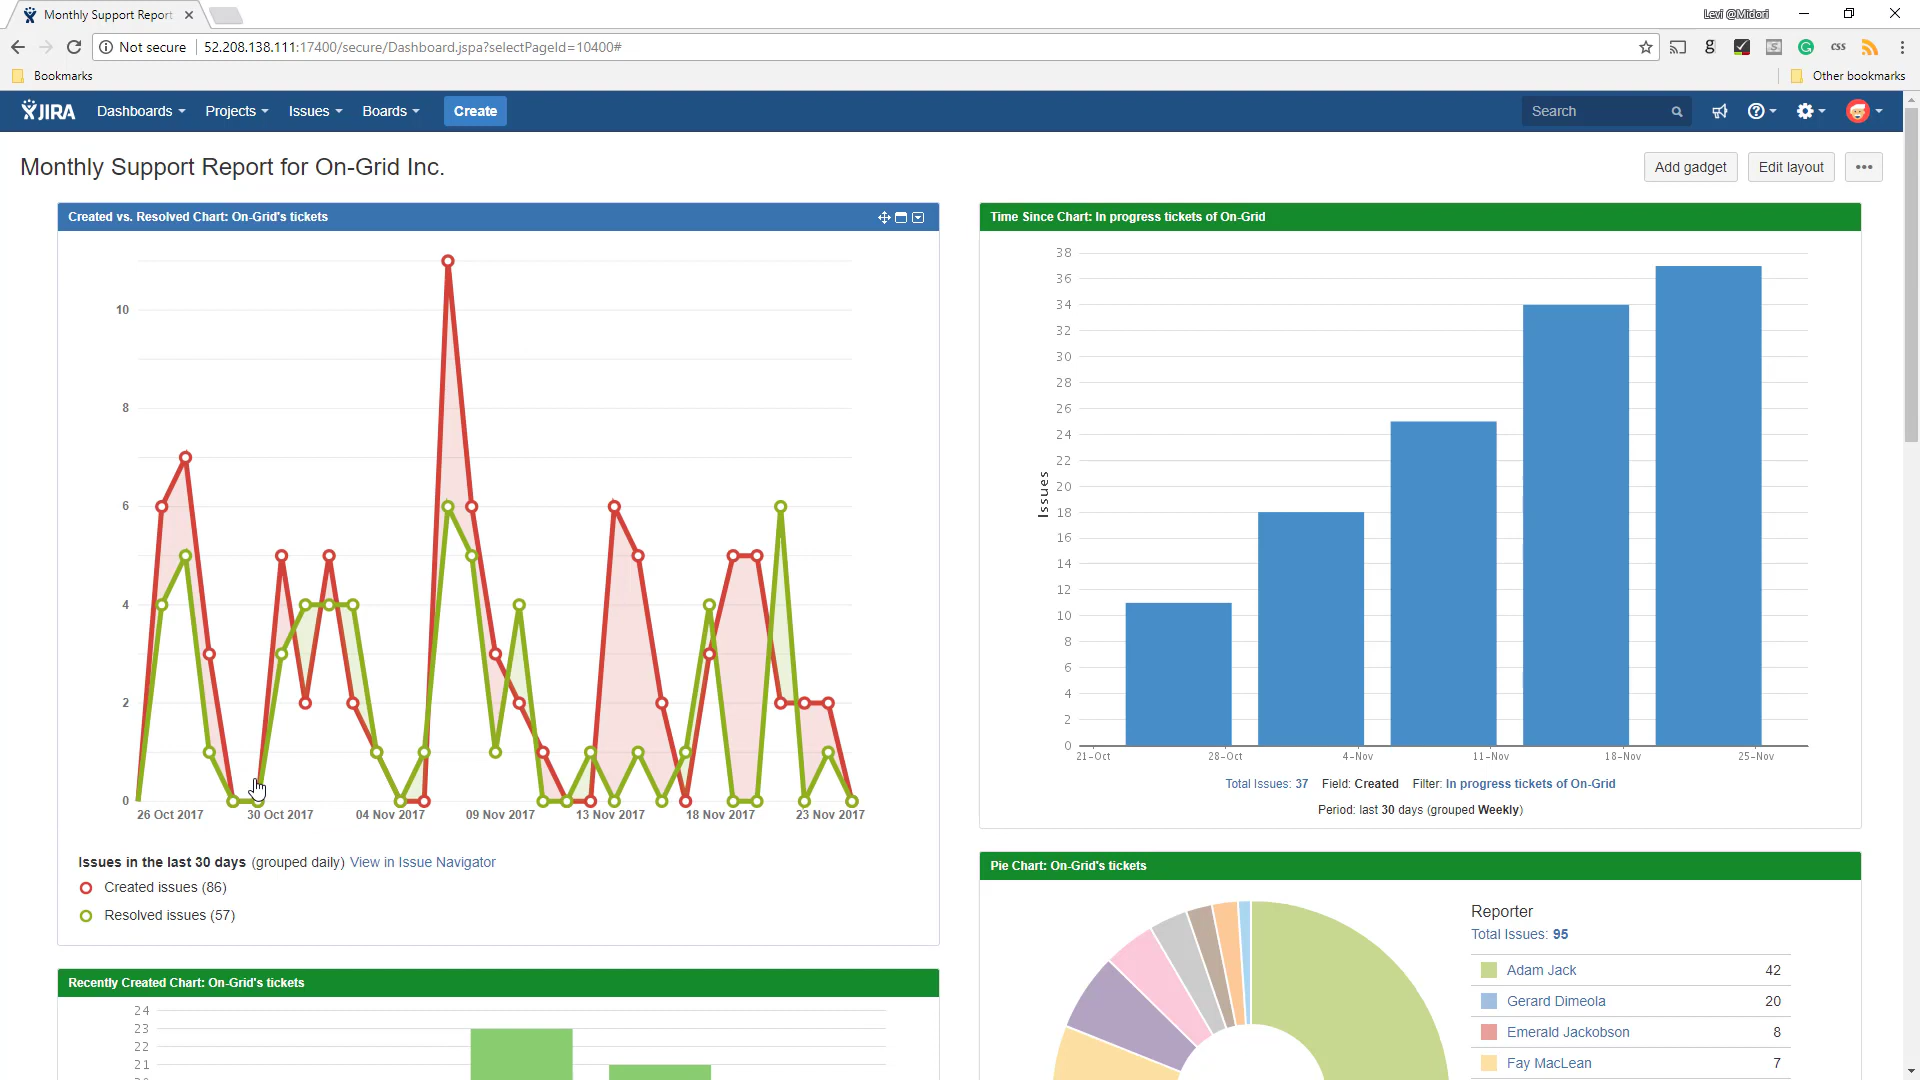 Monthly Support Report
Levi @Midori
Not secure
52.208.138.111:17400/secure/Dashboard.jspa?selectPageId=10400#
Bookmarks
Other bookmarks
JIRA
Dashboards
Projects
Issues
Boards
Create
Search
Monthly Support Report for On-Grid Inc.
Add gadget
Edit layout
Created vs. Resolved Chart: On-Grid's tickets
10
8
6
4
2
0
26 Oct 2017
30 Oct 2017
04 Nov 2017
09 Nov 2017
13 Nov 2017
18 Nov 2017
23 Nov 2017
Issues in the last 30 days (grouped daily) View in Issue Navigator
Created issues (86)
Resolved issues (57)
Time Since Chart: In progress tickets of On-Grid
38
36
34
32
30
28
26
24
22
20
18
16
14
12
10
8
6
4
2
0
Issues
21-Oct
28-Oct
4-Nov
11-Nov
18-Nov
25-Nov
Total Issues: 37 Field: Created Filter: In progress tickets of On-Grid
Period: last 30 days (grouped Weekly)
Recently Created Chart: On-Grid's tickets
24
23
22
21
Pie Chart: On-Grid's tickets
Reporter
Total Issues: 95
Adam Jack 42
Gerard Dimeola 20
Emerald Jackobson 8
Fay MacLean 7